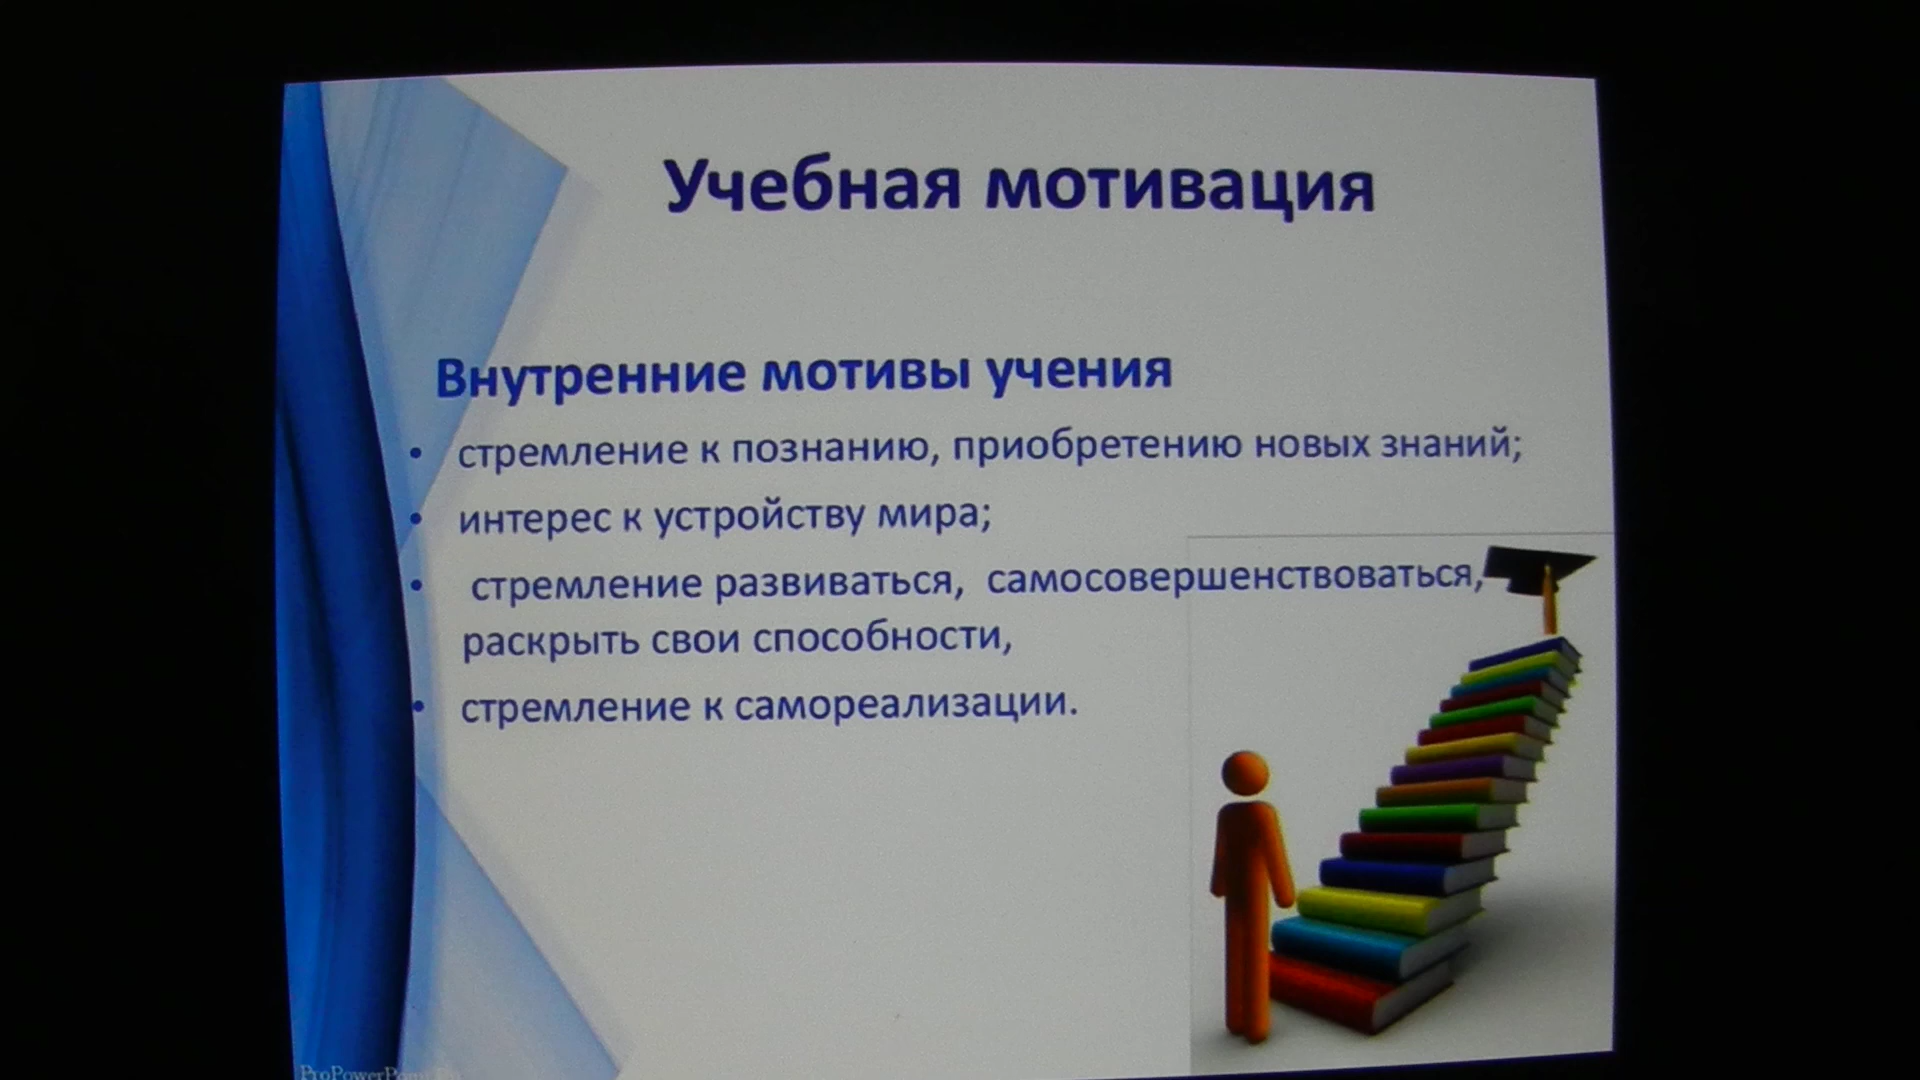 Учебная мотивация
Внутренние мотивы учения
• стремление к познанию, приобретению новых знаний;
• интерес к устройству мира;
• стремление развиваться, самосовершенствоваться,
раскрыть свои способности,
• стремление к самореализации.